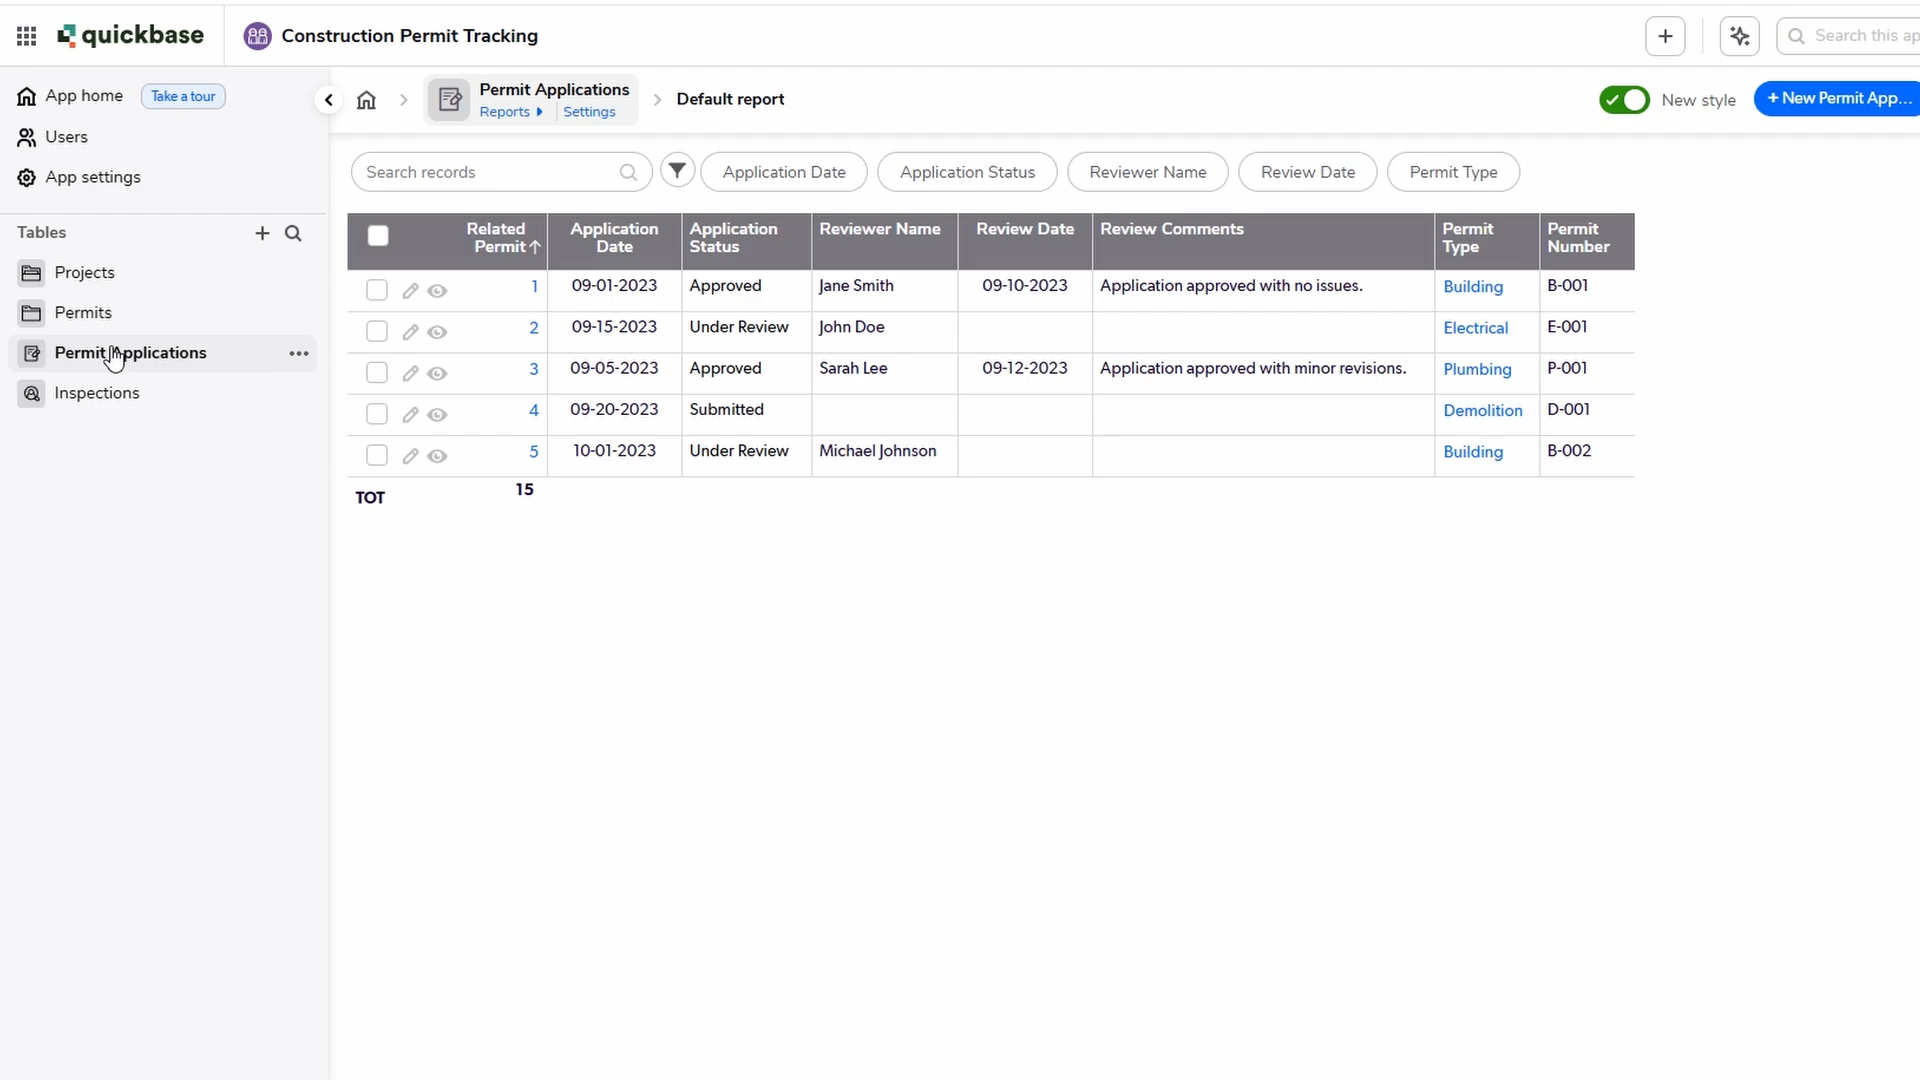 quickbase
Construction Permit Tracking
Search this ap
App home
Take a tour
Users
App settings
Tables
Projects
Permits
Permit Applications
Inspections
Permit Applications
Reports
Settings
Default report
New style
+ New Permit App...
Search records
Application Date
Application Status
Reviewer Name
Review Date
Permit Type
Related Permit Application Date Application Status Reviewer Name Review Date Review Comments Permit Type Permit Number
1 09-01-2023 Approved Jane Smith 09-10-2023 Application approved with no issues. Building B-001
2 09-15-2023 Under Review John Doe Electrical E-001
3 09-05-2023 Approved Sarah Lee 09-12-2023 Application approved with minor revisions. Plumbing P-001
4 09-20-2023 Submitted Demolition D-001
5 10-01-2023 Under Review Michael Johnson Building B-002
TOT 15